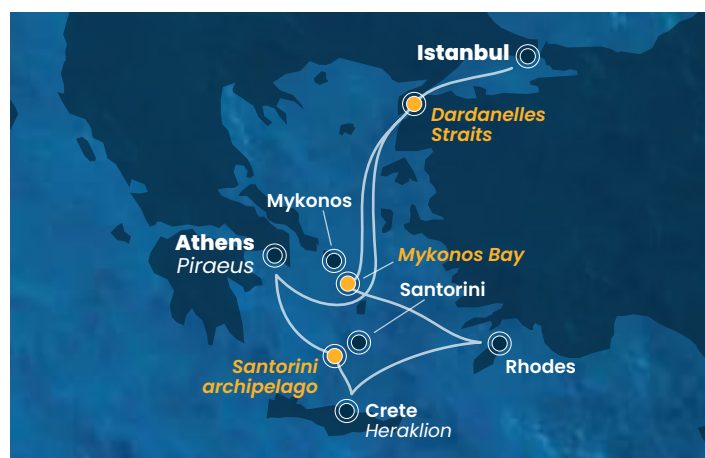 Istanbul
Dardanelles
Straits
Mykonos
Athens
Piraeus
Mykonos Bay
Santorini
Santorini
archipelago
Rhodes
Crete
Heraklion